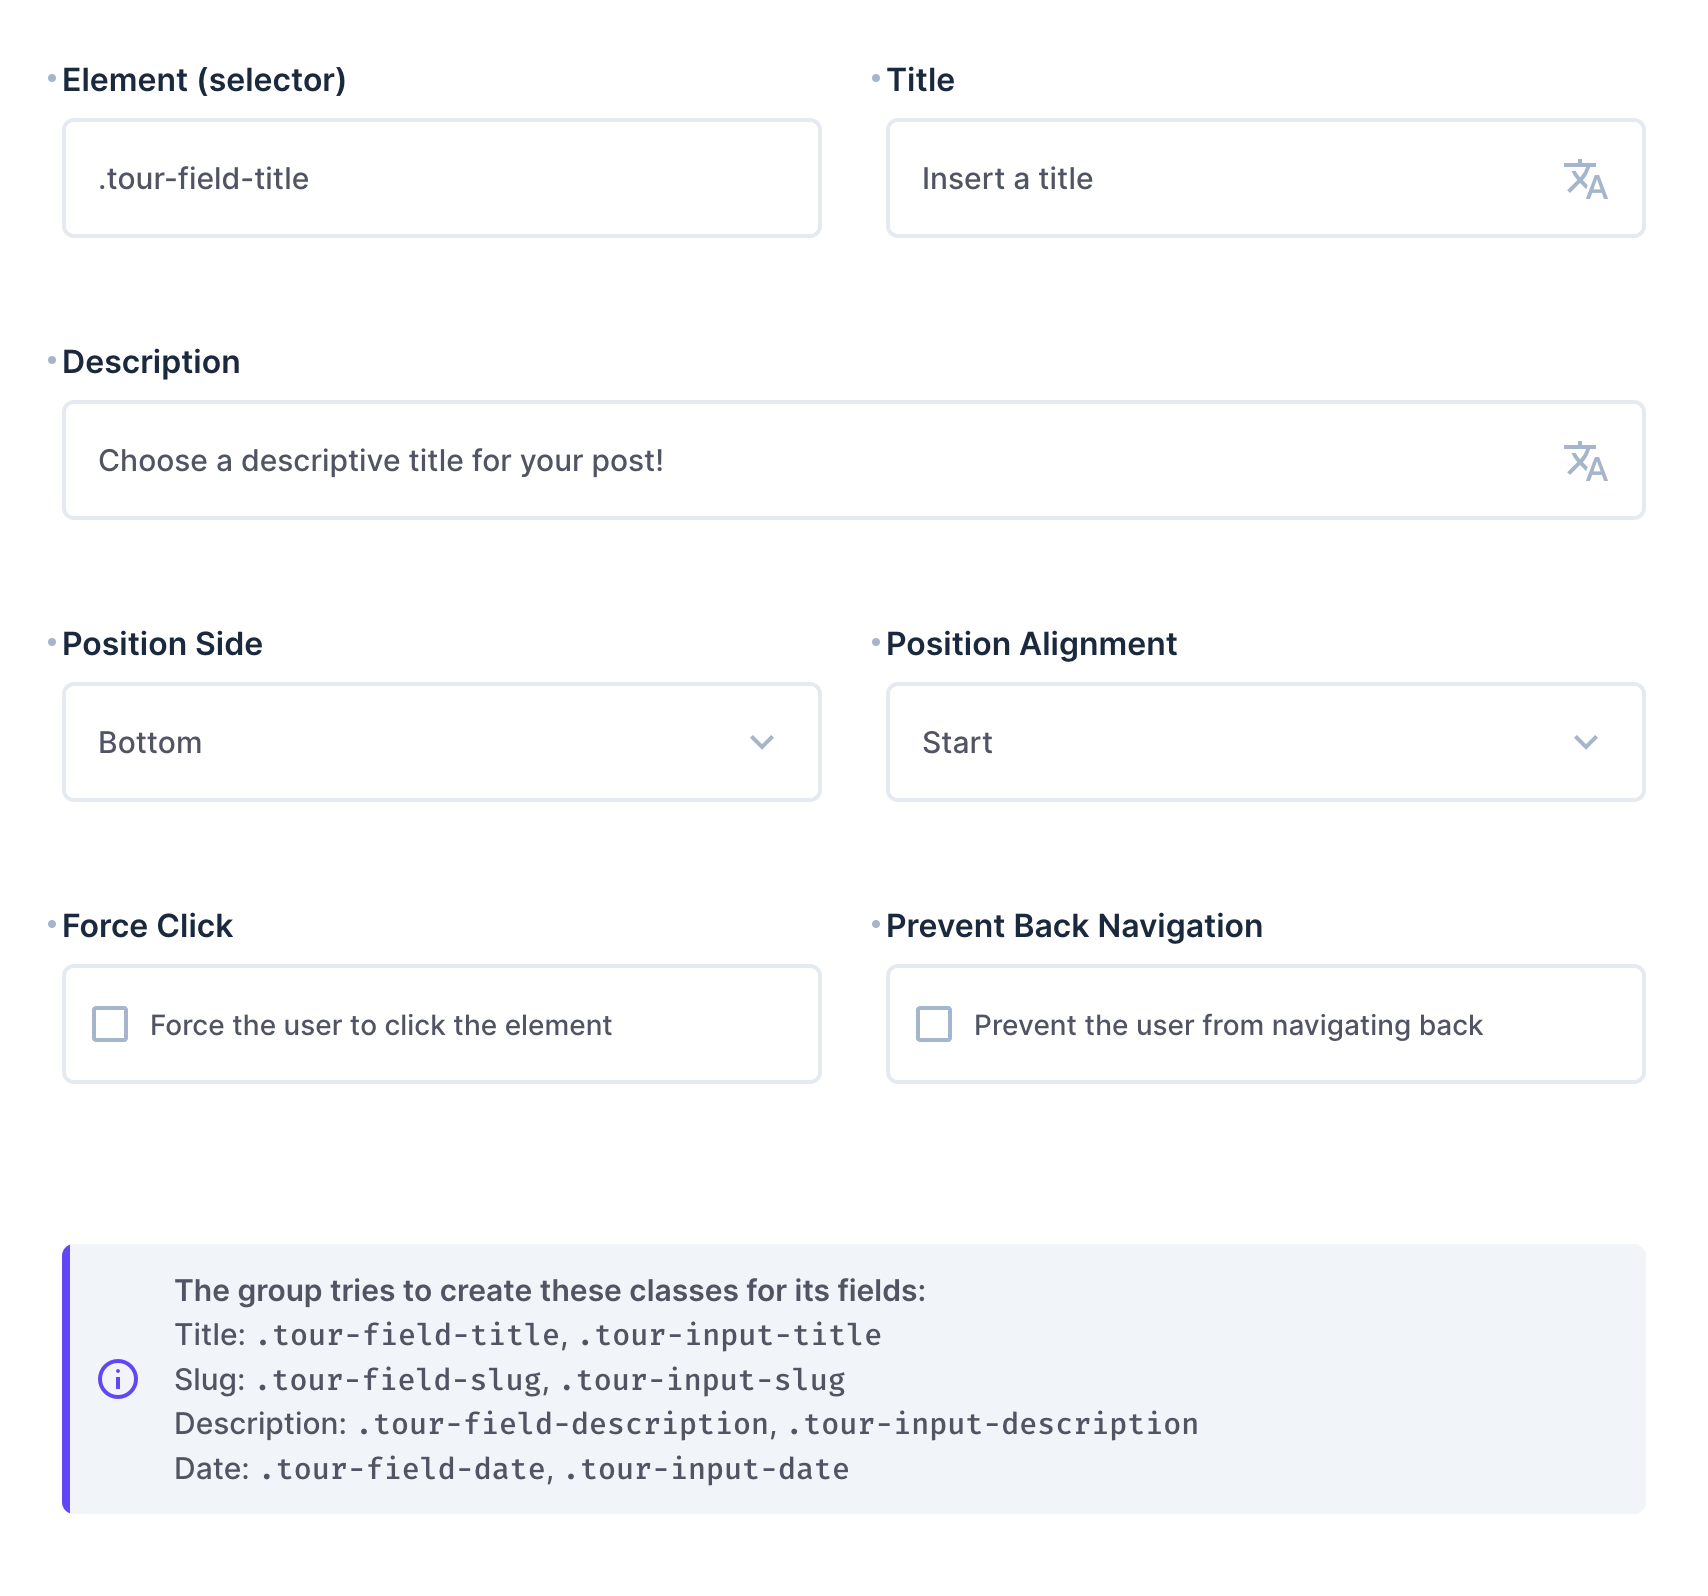 Element (selector)
Title
.tour-field-title
Insert a title
Description
Choose a descriptive title for your post!
Position Side
Position Alignment
Bottom
Start
Force Click
Prevent Back Navigation
Force the user to click the element
Prevent the user from navigating back
The group tries to create these classes for its fields:
Title: .tour-field-title, .tour-input-title
Slug: .tour-field-slug, .tour-input-slug
Description: .tour-field-description, .tour-input-description
Date: .tour-field-date, .tour-input-date